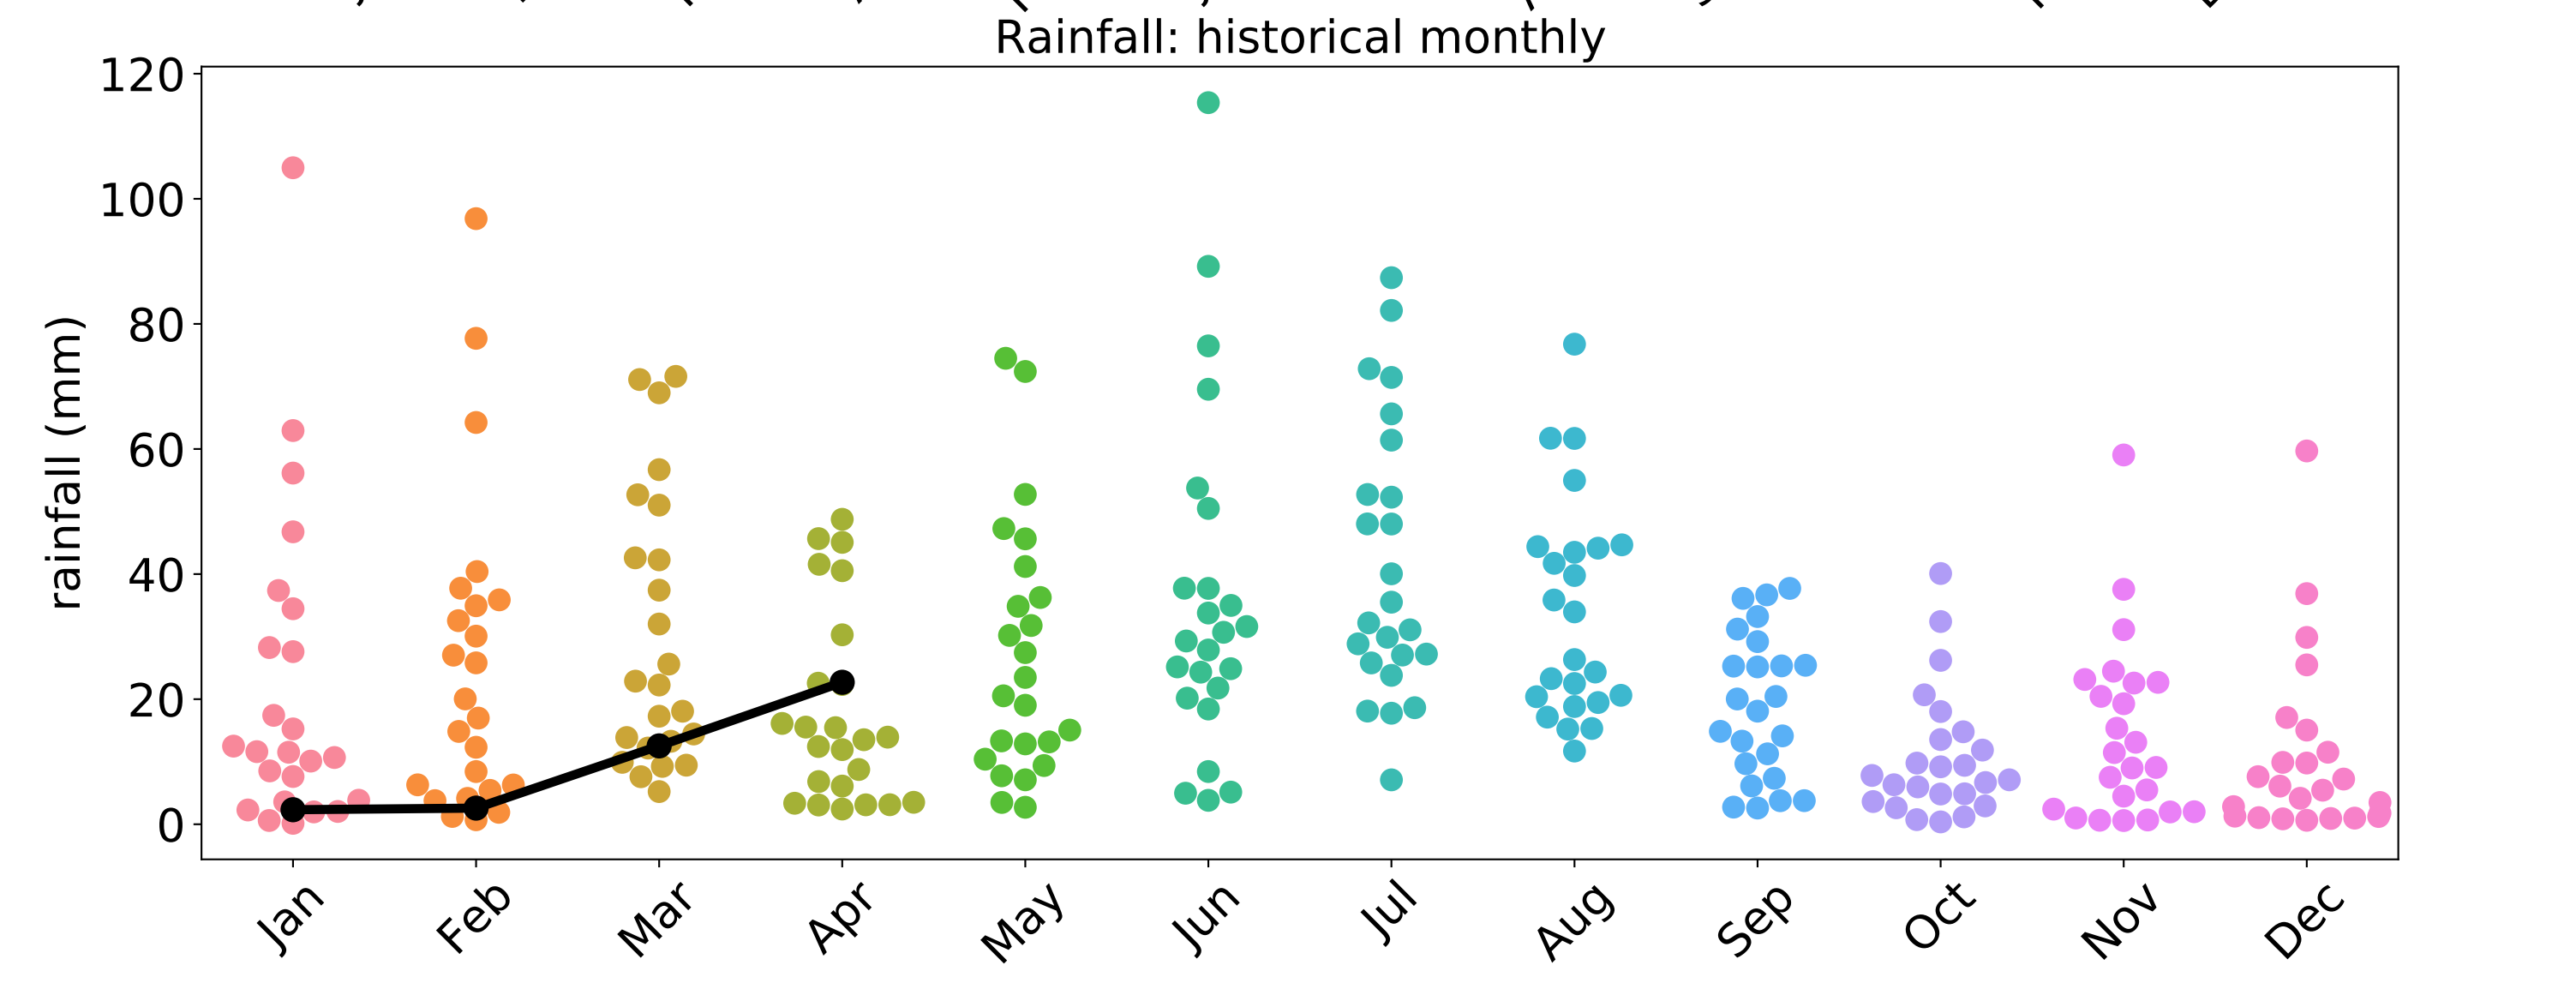 Rainfall: historical monthly
120
100
80
60
40
20
0
rainfall (mm)
Jan
Feb
Mar
Apr
May
Jun
Jul
Aug
Sep
Oct
Nov
Dec